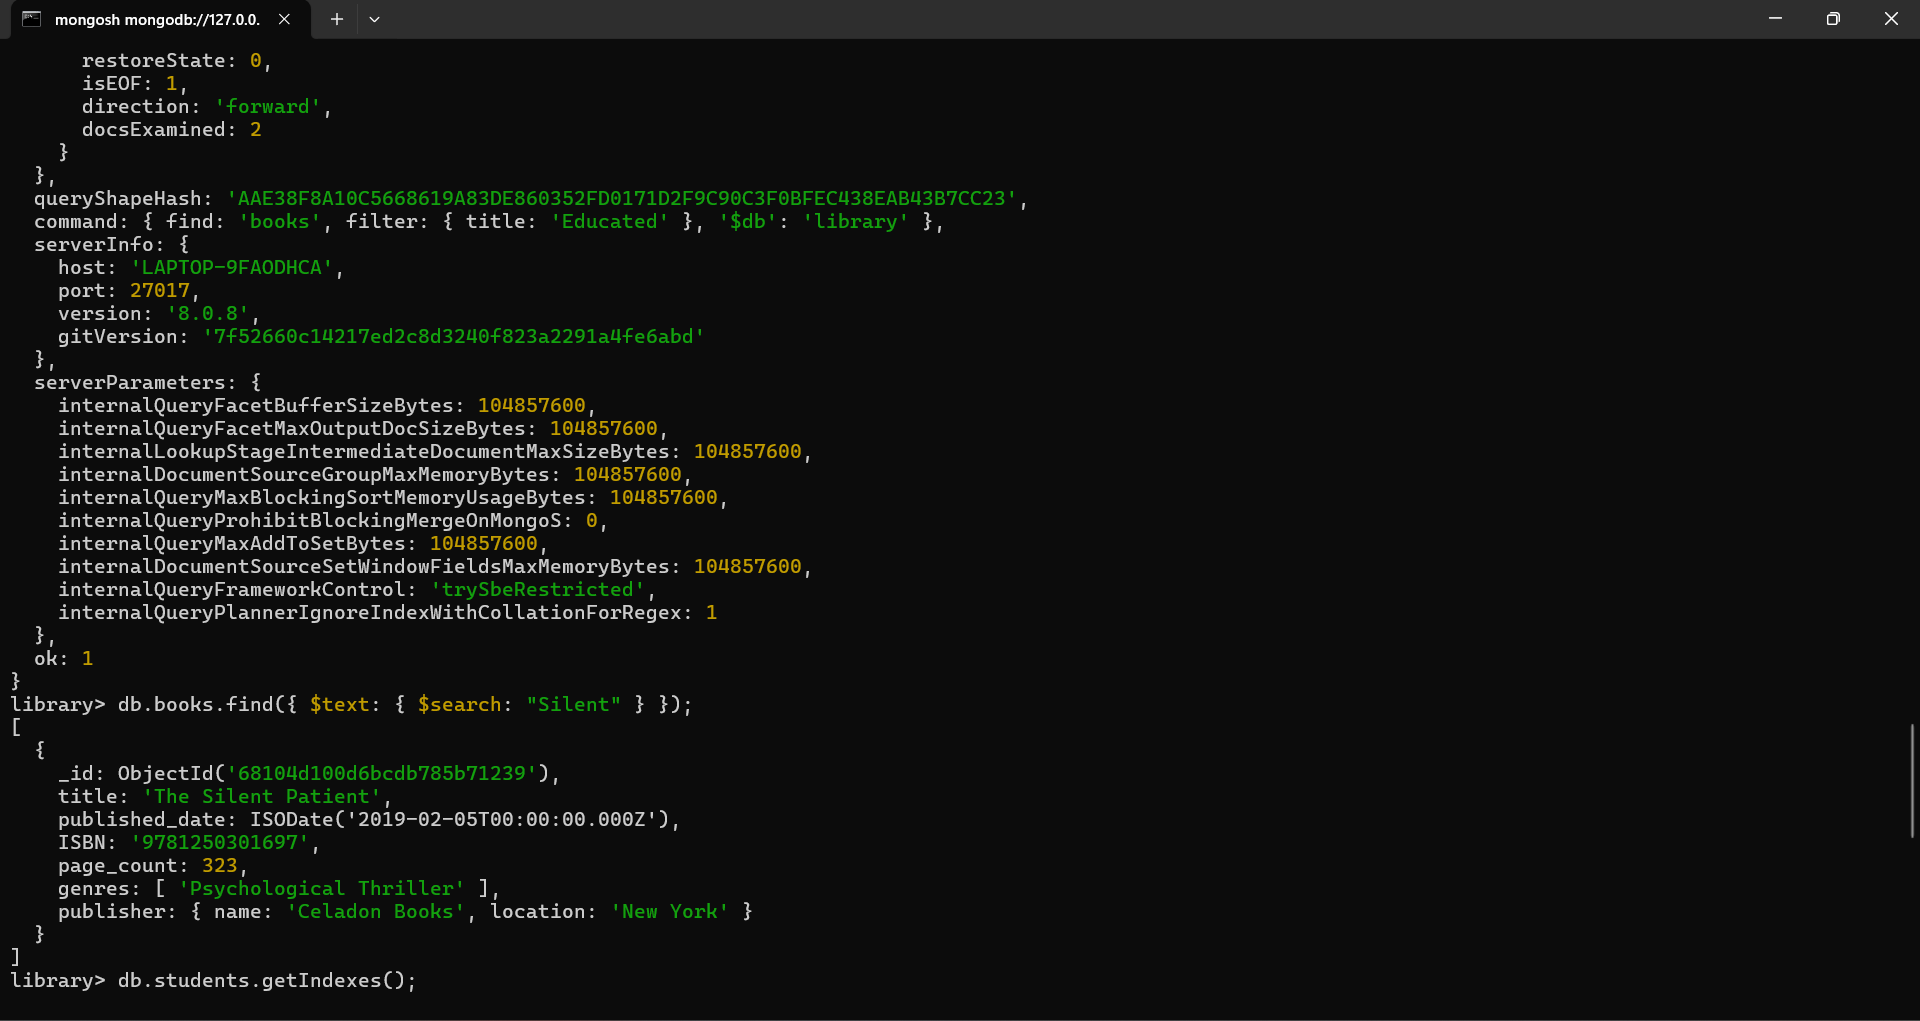 mongosh mongodb://127.0.0.
restoreState: 0,
isEOF: 1,
direction: 'forward',
docsExamined: 2
}
},
queryShapeHash: 'AAE38F8A10C5668619A83DE860352FD0171D2F9C90C3F0BFEC438EAB43B7CC23',
command: { find: 'books', filter: { title: 'Educated' }, '$db': 'library' },
serverInfo: {
host: 'LAPTOP-9FAODHCA',
port: 27017,
version: '8.0.8',
gitVersion: '7f52660c14217ed2c8d3240f823a2291a4fe6abd'
},
serverParameters: {
internalQueryFacetBufferSizeBytes: 104857600,
internalQueryFacetMaxOutputDocSizeBytes: 104857600,
internalLookupStageIntermediateDocumentMaxSizeBytes: 104857600,
internalDocumentSourceGroupMaxMemoryBytes: 104857600,
internalQueryMaxBlockingSortMemoryUsageBytes: 104857600,
internalQueryProhibitBlockingMergeOnMongoS: 0,
internalQueryMaxAddToSetBytes: 104857600,
internalDocumentSourceSetWindowFieldsMaxMemoryBytes: 104857600,
internalQueryFrameworkControl: 'trySbeRestricted',
internalQueryPlannerIgnoreIndexWithCollationForRegex: 1
},
ok: 1
}
library> db.books.find({ $text: { $search: "Silent" } });
[
{
_id: ObjectId('68104d100d6bcdb785b71239'),
title: 'The Silent Patient',
published_date: ISODate('2019-02-05T00:00:00.000Z'),
ISBN: '9781250301697',
page_count: 323,
genres: [ 'Psychological Thriller' ],
publisher: { name: 'Celadon Books', location: 'New York' }
}
]
library> db.students.getIndexes();